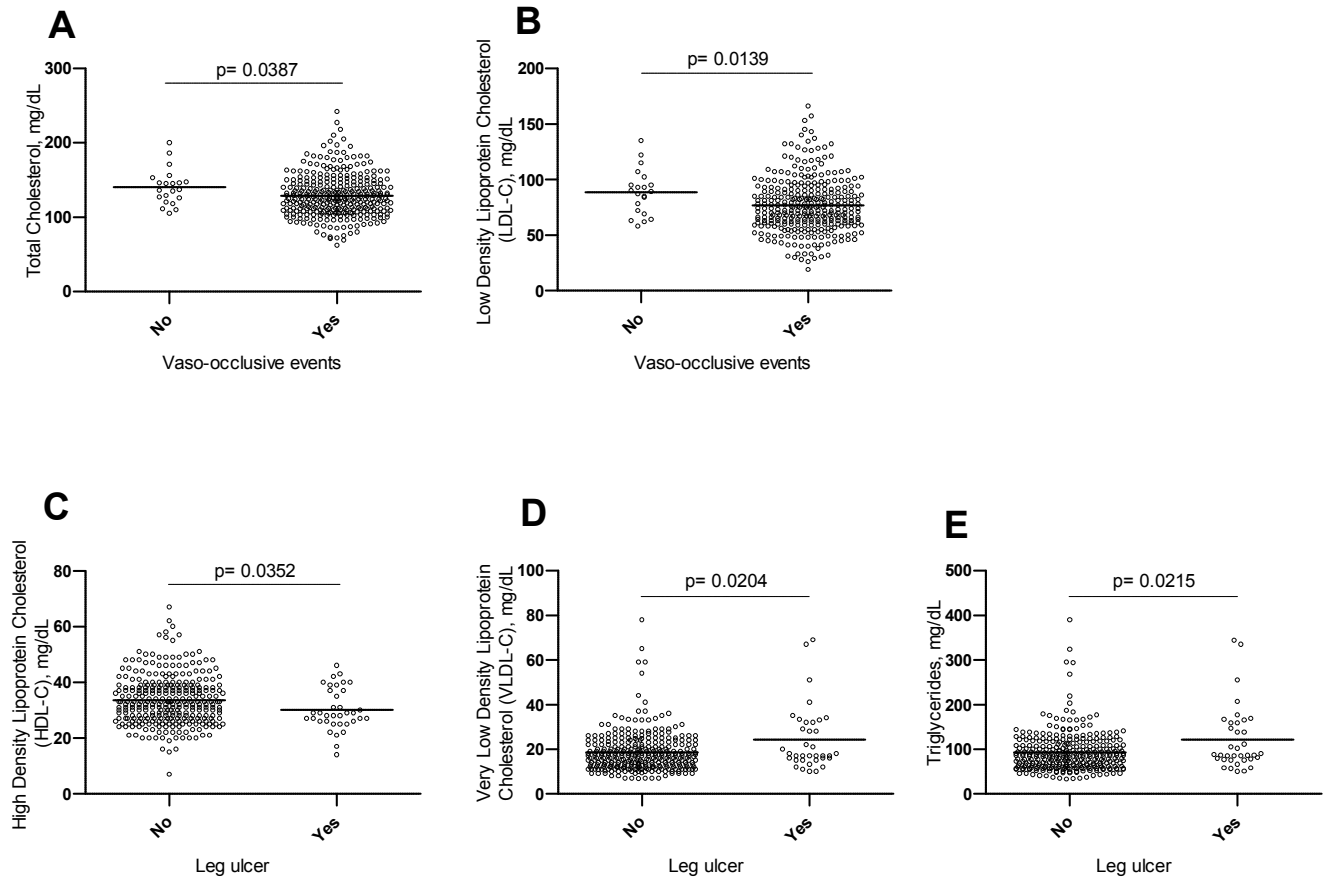 A
p= 0.0387
300
200
100
0
Total Cholesterol, mg/dL
No
Yes
Vaso-occlusive events
B
p= 0.0139
200
150
100
50
0
Low Density Lipoprotein Cholesterol
(LDL-C), mg/dL
No
Yes
Vaso-occlusive events
C
p= 0.0352
80
60
40
20
0
High Density Lipoprotein Cholesterol
(HDL-C), mg/dL
No
Yes
Leg ulcer
D
p= 0.0204
100
80
60
40
20
0
Very Low Density Lipoprotein
Cholesterol (VLDL-C), mg/dL
No
Yes
Leg ulcer
E
p= 0.0215
500
400
300
200
100
0
Triglycerides, mg/dL
No
Yes
Leg ulcer